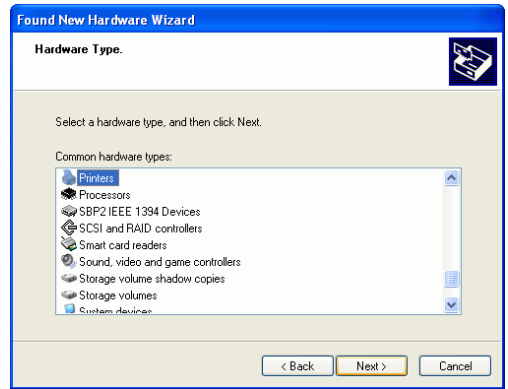 Found New Hardware Wizard
Hardware Type.
Select a hardware type, and then click Next.
Common hardware types:
Printers
Processors
SBP2 IEEE 1394 Devices
SCSI and RAID controllers
Smart card readers
Sound, video and game controllers
Storage volume shadow copies
Storage volumes
System devices
< Back Next > Cancel